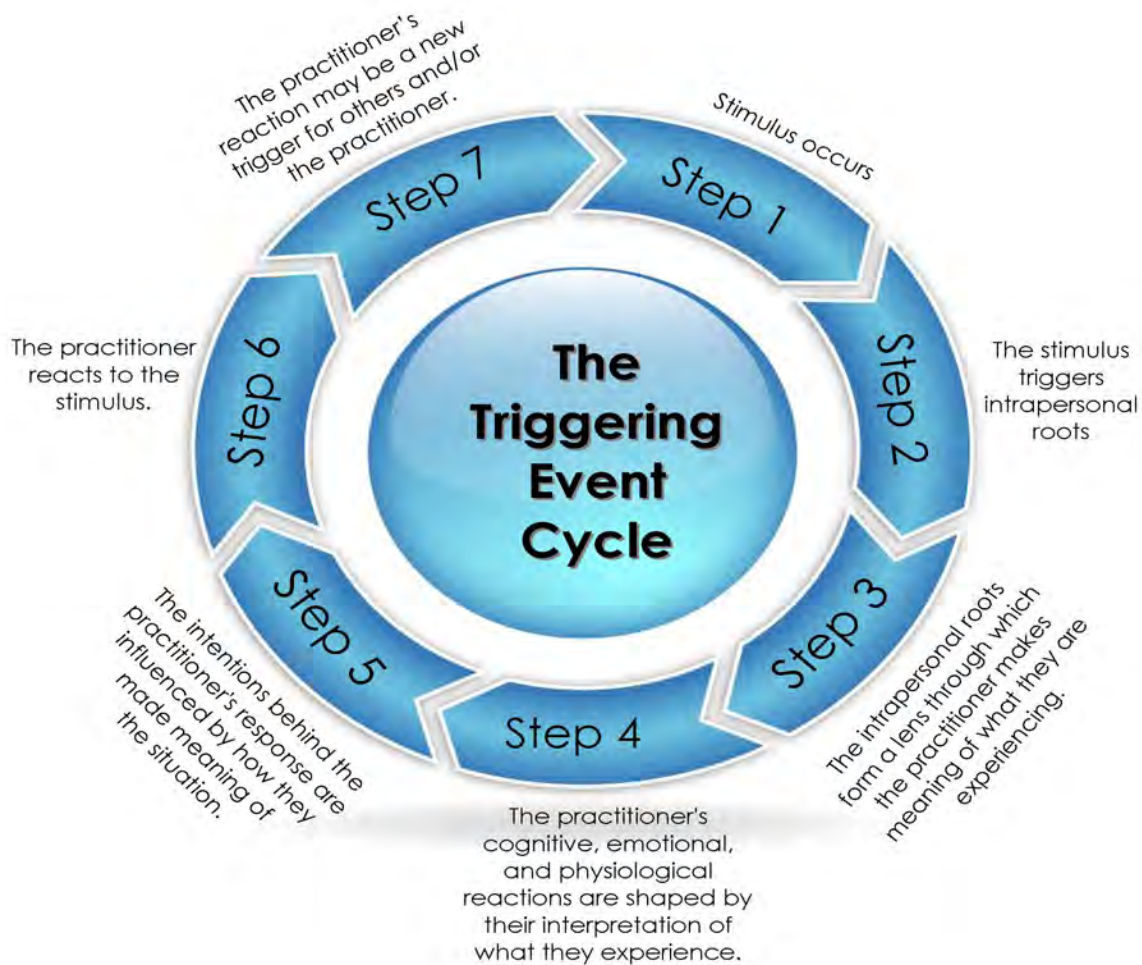 The
Triggering
Event
Cycle
Step 1
Stimulus occurs
Step 2
The stimulus
triggers
intrapersonal
roots
Step 3
The intrapersonal roots
form a lens through which
the practitioner makes
meaning of what they are
experiencing.
Step 4
The practitioner's
cognitive, emotional,
and physiological
reactions are shaped by
their interpretation of
what they experience.
Step 5
The intentions behind the
practitioner's response are
influenced by how they
made meaning of
the situation.
Step 6
The practitioner
reacts to the
stimulus.
Step 7
The practitioner's
reaction may be a new
trigger for others and/or
the practitioner.